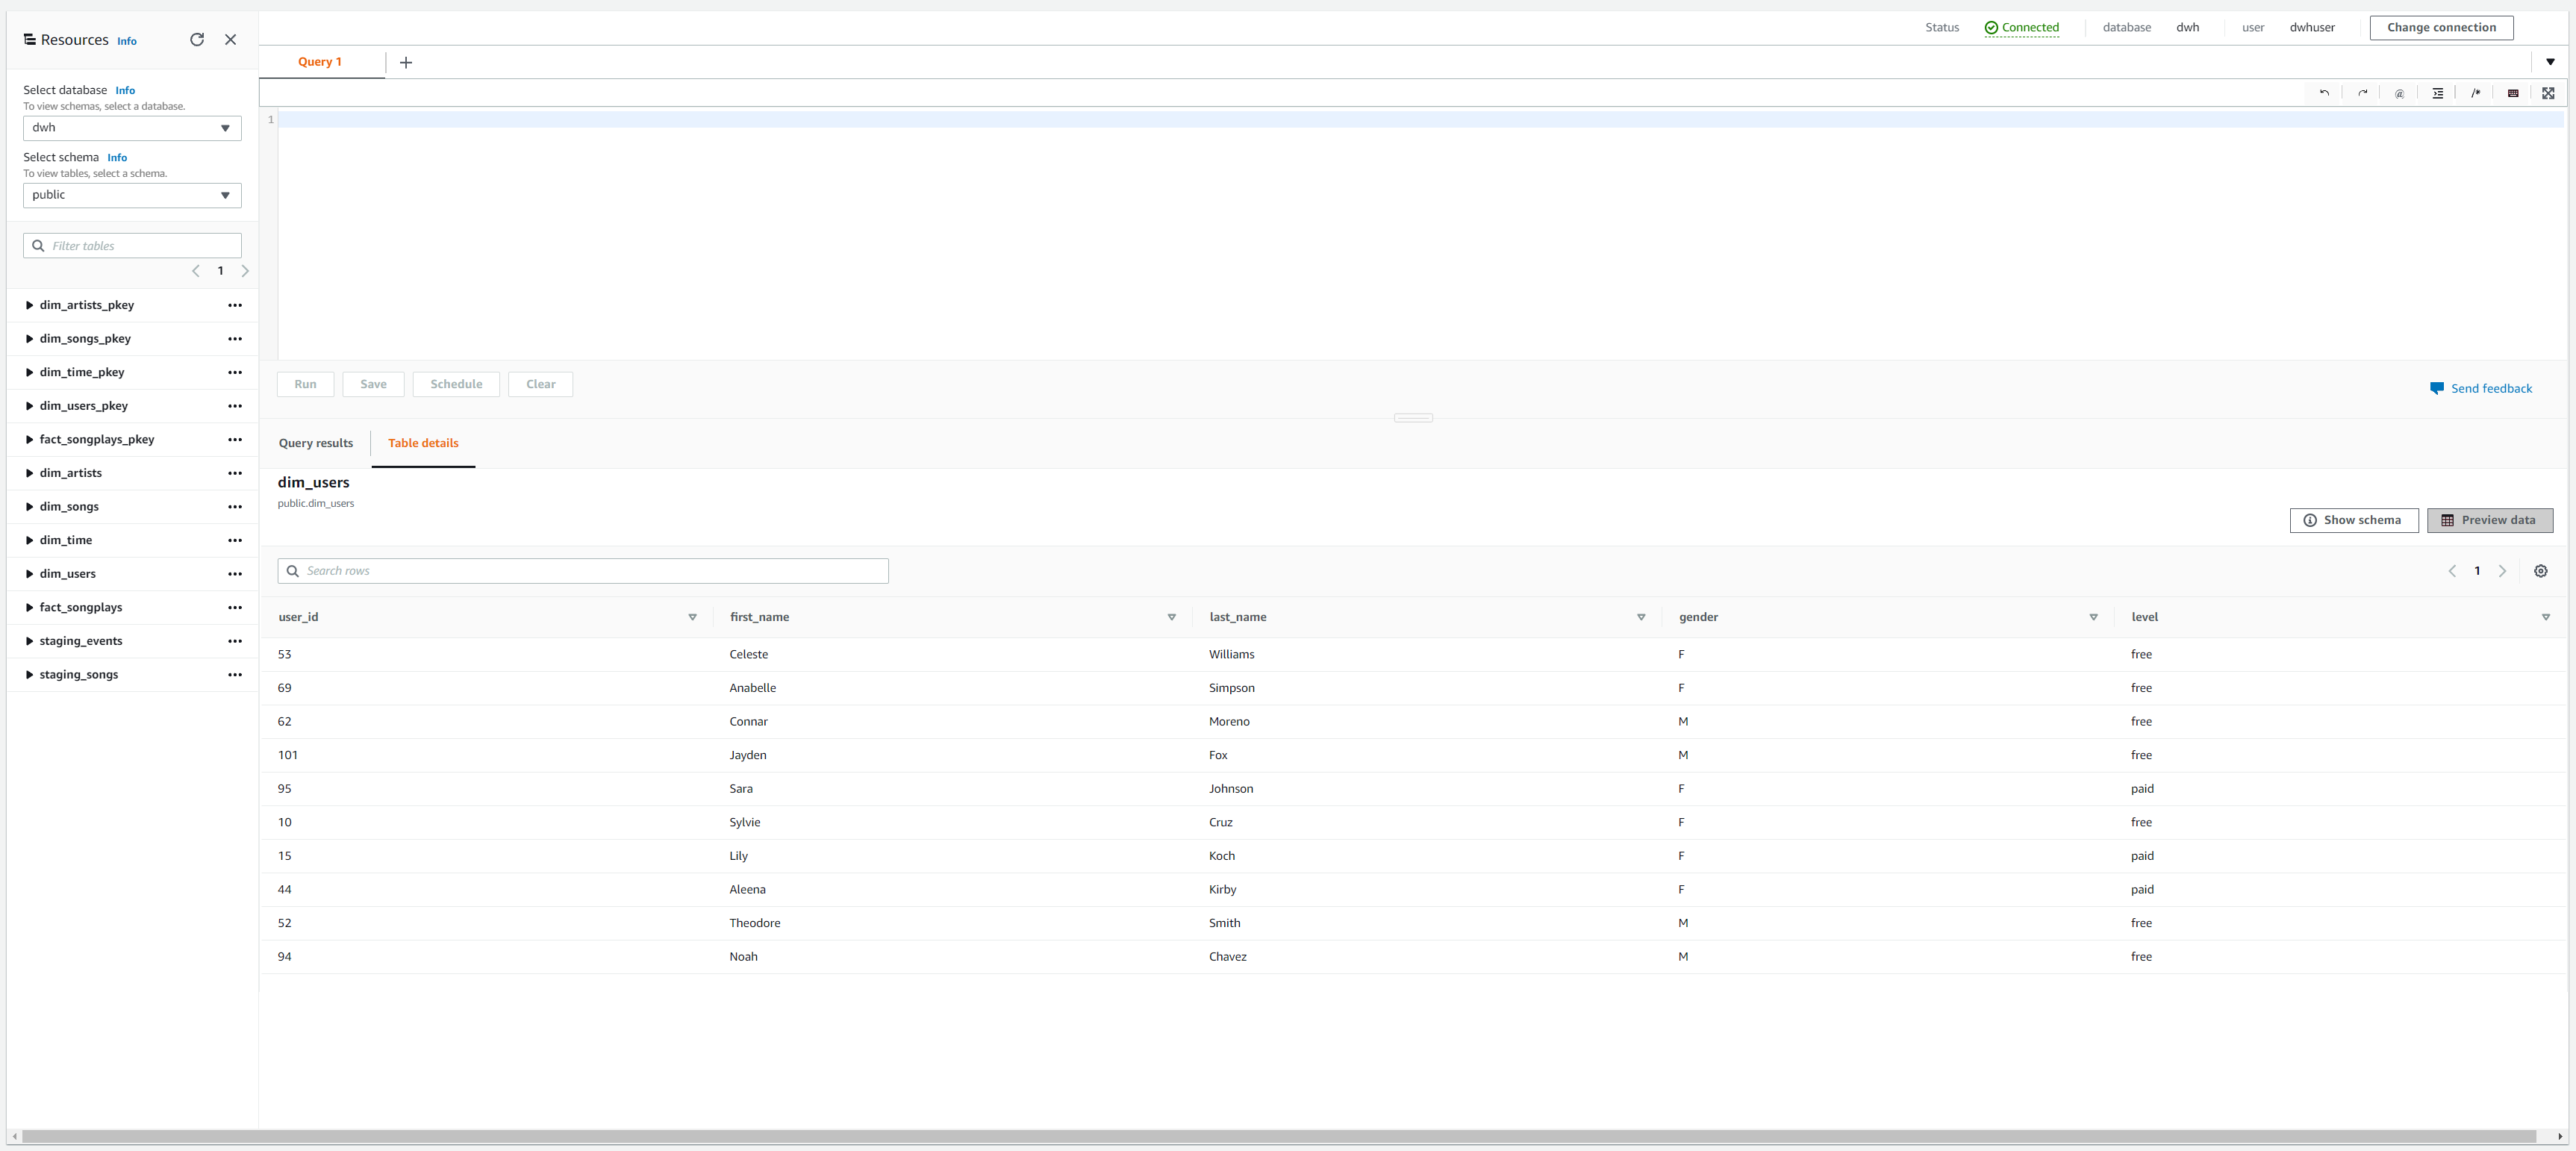 Resources Info
Status Connected database dwh user dwhuser Change connection
Query 1
Select database Info
To view schemas, select a database.
dwh
Select schema Info
To view tables, select a schema.
public
Filter tables
1
dim_artists_pkey
dim_songs_pkey
dim_time_pkey
dim_users_pkey
fact_songplays_pkey
dim_artists
dim_songs
dim_time
dim_users
fact_songplays
staging_events
staging_songs
@ /*
1
Run Save Schedule Clear
Send feedback
Query results Table details
dim_users
public.dim_users
Show schema Preview data
Search rows
1
user_id first_name last_name gender level
53 Celeste Williams F free
69 Anabelle Simpson F free
62 Connar Moreno M free
101 Jayden Fox M free
95 Sara Johnson F paid
10 Sylvie Cruz F free
15 Lily Koch F paid
44 Aleena Kirby F paid
52 Theodore Smith M free
94 Noah Chavez M free